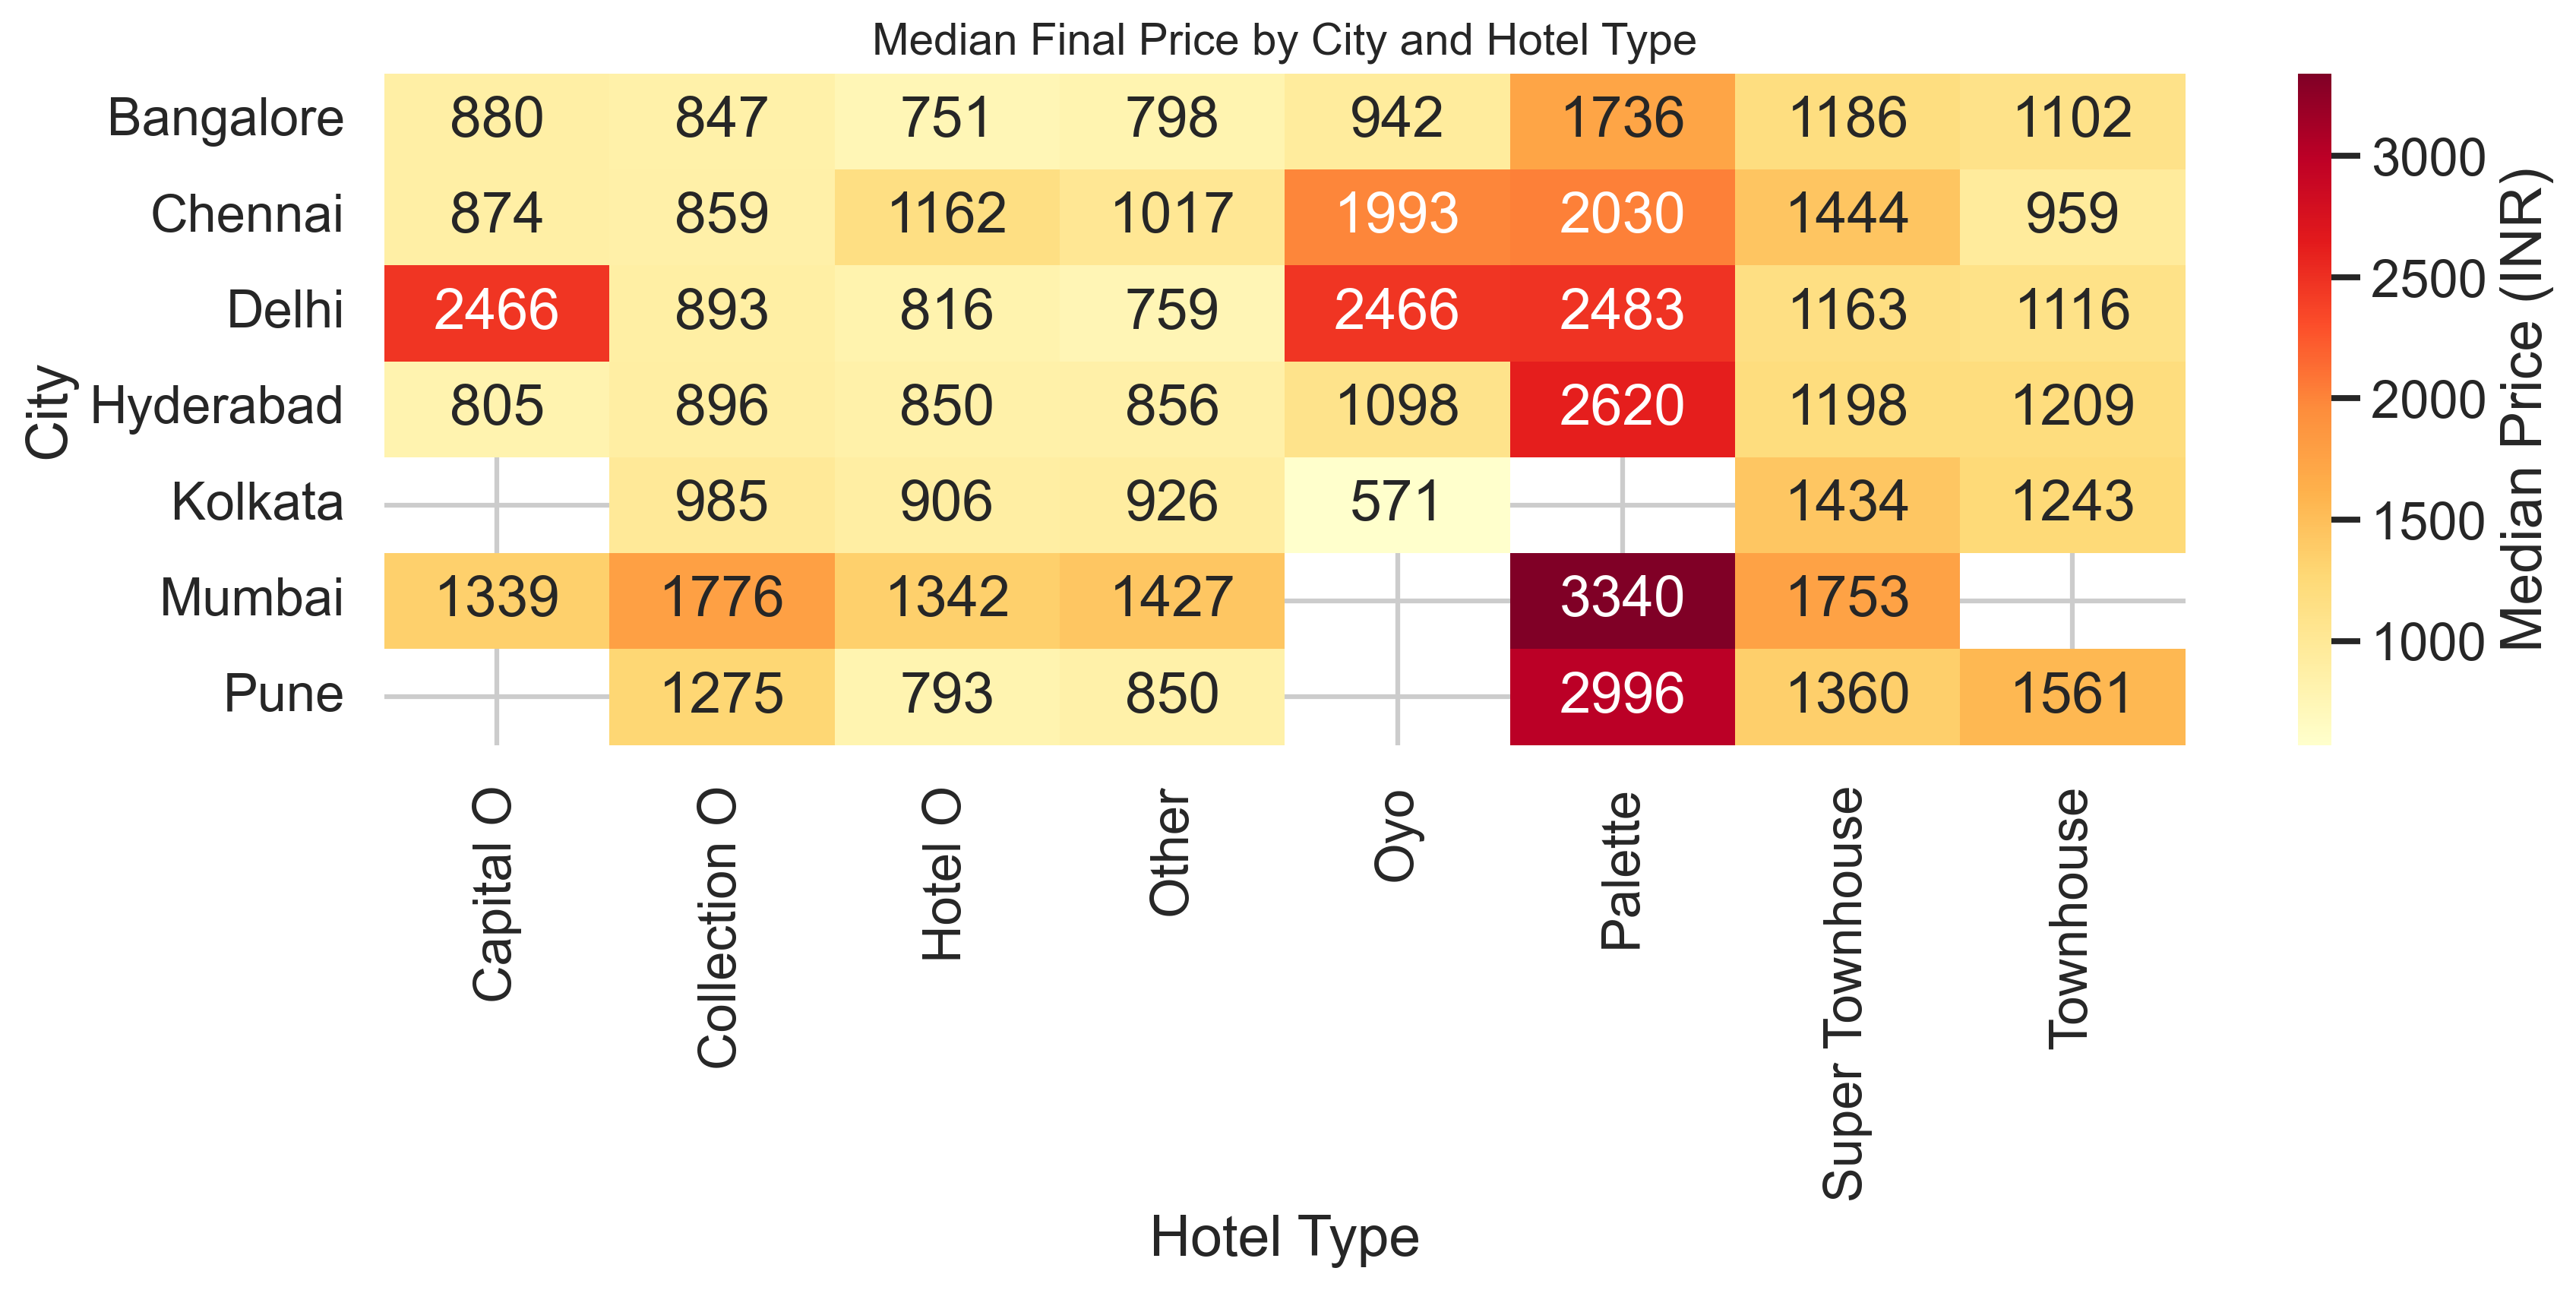 Median Final Price by City and Hotel Type
Bangalore 880 847 751 798 942 1736 1186 1102
Chennai 874 859 1162 1017 1993 2030 1444 959
Delhi 2466 893 816 759 2466 2483 1163 1116
Hyderabad 805 896 850 856 1098 2620 1198 1209
Kolkata 985 906 926 571 1434 1243
Mumbai 1339 1776 1342 1427 3340 1753
Pune 1275 793 850 2996 1360 1561
City
Capital O
Collection O
Hotel O
Other
Oyo
Palette
Super Townhouse
Townhouse
Hotel Type
3000
2500
2000
1500
1000
Median Price (INR)